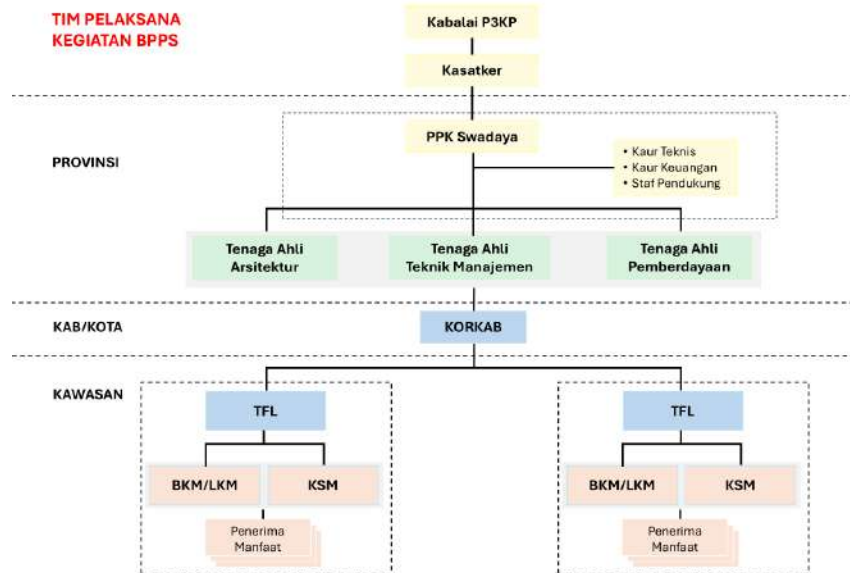 TIM PELAKSANA
KEGIATAN BPPS
Kabalai P3KP
Kasatker
PROVINSI
PPK Swadaya
• Kaur Teknis
• Kaur Keuangan
• Staf Pendukung
Tenaga Ahli
Arsitektur
Tenaga Ahli
Teknik Manajemen
Tenaga Ahli
Pemberdayaan
KAB/KOTA
KORKAB
KAWASAN
TFL
TFL
BKM/LKM
KSM
BKM/LKM
KSM
Penerima
Manfaat
Penerima
Manfaat